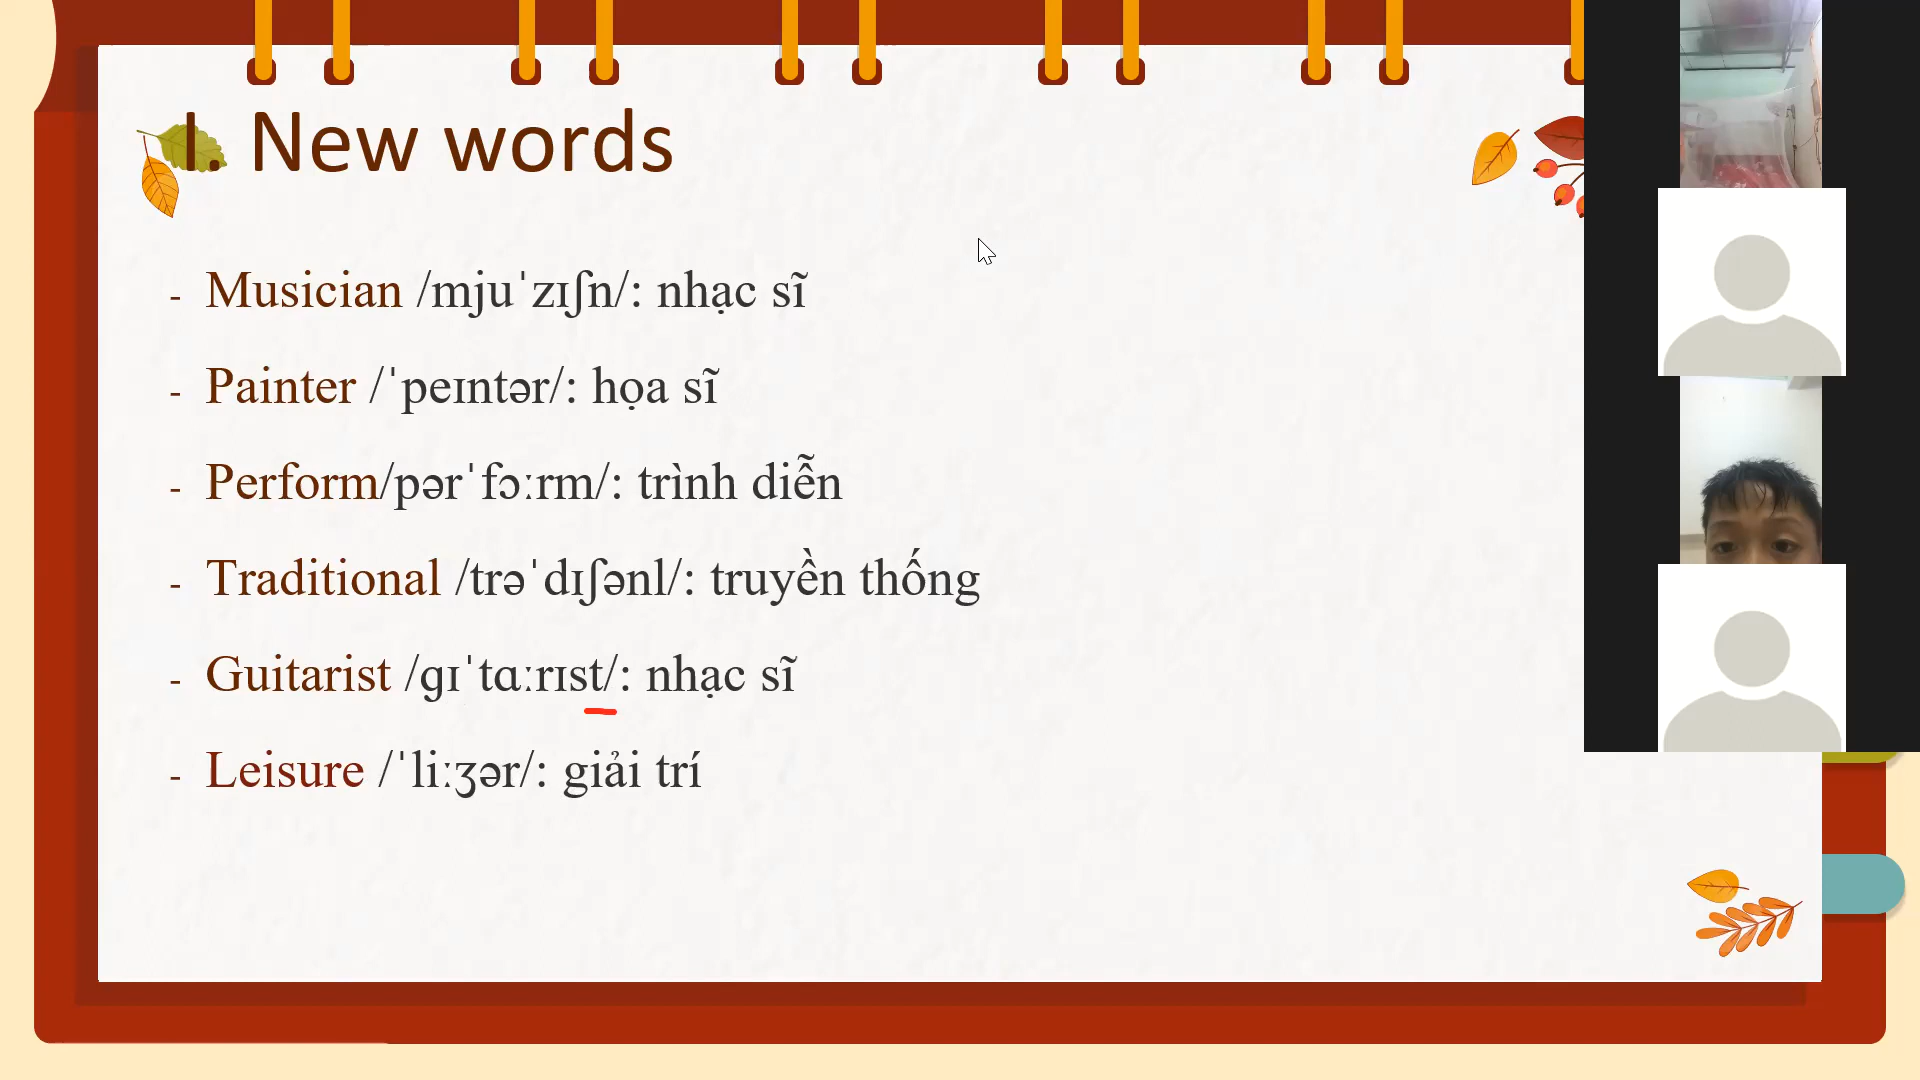 I. New words
- Musician /mjuˈzɪʃn/: nhạc sĩ
- Painter /ˈpeɪntər/: họa sĩ
- Perform/pərˈfɔːrm/: trình diễn
- Traditional /trəˈdɪʃənl/: truyền thống
- Guitarist /ɡɪˈtɑːrɪst/: nhạc sĩ
- Leisure /ˈliːʒər/: giải trí